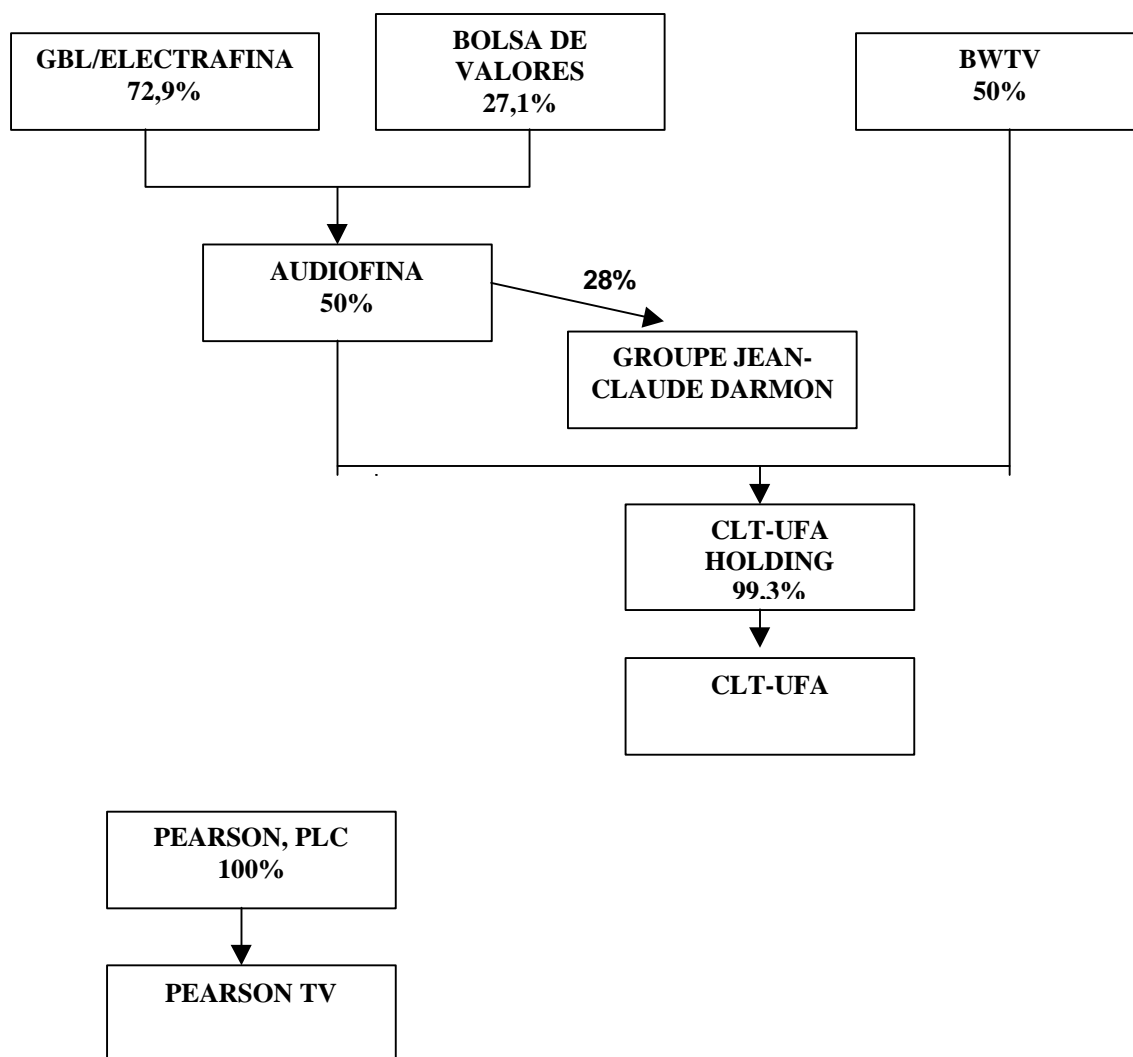 GBL/ELECTRAFINA
72,9%
BOLSA DE
VALORES
27,1%
BWTV
50%
AUDIOFINA
50%
28%
GROUPE JEAN-
CLAUDE DARMON
CLT-UFA
HOLDING
99,3%
CLT-UFA
PEARSON, PLC
100%
PEARSON TV